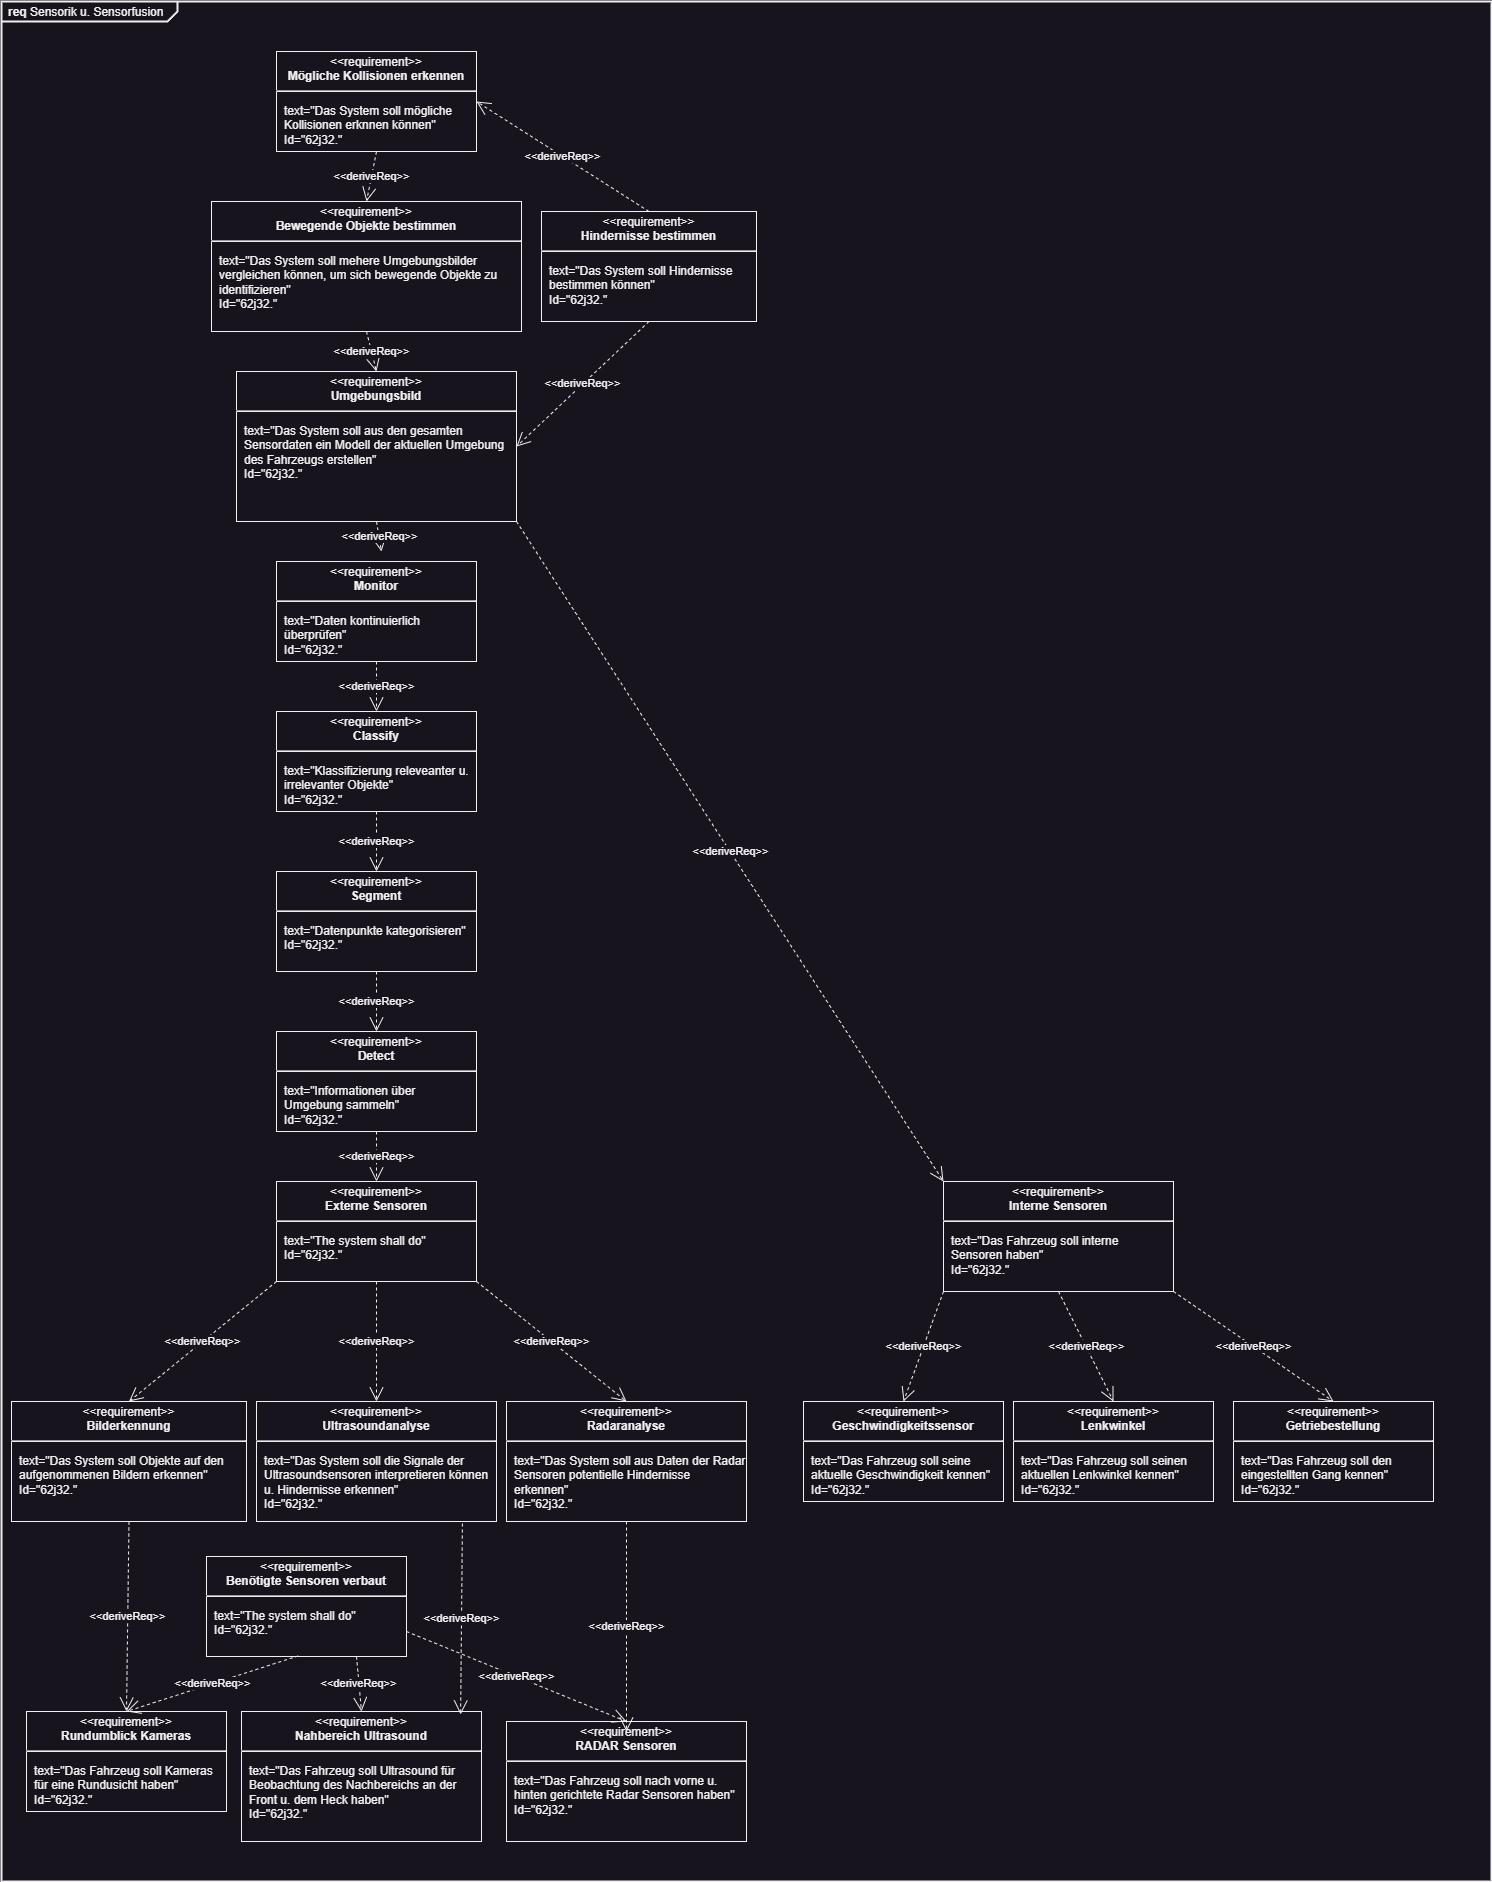 req Sensorik u. Sensorfusion
<<requirement>>
Mögliche Kollisionen erkennen
text="Das System soll mögliche
Kollisionen erknnen können"
Id="62j32."
<<deriveReq>>
<<deriveReq>>
<<requirement>>
Bewegende Objekte bestimmen
text="Das System soll mehere Umgebungsbilder
vergleichen können, um sich bewegende Objekte zu
identifizieren"
Id="62j32."
<<requirement>>
Hindernisse bestimmen
text="Das System soll Hindernisse
bestimmen können"
Id="62j32."
<<deriveReq>>
<<deriveReq>>
<<requirement>>
Umgebungsbild
text="Das System soll aus den gesamten
Sensordaten ein Modell der aktuellen Umgebung
des Fahrzeugs erstellen"
Id="62j32."
<<deriveReq>>
<<requirement>>
Monitor
text="Daten kontinuierlich
überprüfen"
Id="62j32."
<<deriveReq>>
<<requirement>>
Classify
text="Klassifizierung releveanter u.
irrelevanter Objekte"
Id="62j32."
<<deriveReq>>
<<deriveReq>>
<<requirement>>
Segment
text="Datenpunkte kategorisieren"
Id="62j32."
<<deriveReq>>
<<requirement>>
Detect
text="Informationen über
Umgebung sammeln"
Id="62j32."
<<deriveReq>>
<<requirement>>
Externe Sensoren
text="The system shall do"
Id="62j32."
<<requirement>>
Interne Sensoren
text="Das Fahrzeug soll interne
Sensoren haben"
Id="62j32."
<<deriveReq>>
<<deriveReq>>
<<deriveReq>>
<<deriveReq>>
<<deriveReq>>
<<deriveReq>>
<<requirement>>
Bilderkennung
text="Das System soll Objekte auf den
aufgenommenen Bildern erkennen"
Id="62j32."
<<requirement>>
Ultrasoundanalyse
text="Das System soll die Signale der
Ultrasoundsensoren interpretieren können
u. Hindernisse erkennen"
Id="62j32."
<<requirement>>
Radaranalyse
text="Das System soll aus Daten der Radar
Sensoren potentielle Hindernisse
erkennen"
Id="62j32."
<<requirement>>
Geschwindigkeitssensor
text="Das Fahrzeug soll seine
aktuelle Geschwindigkeit kennen"
Id="62j32."
<<requirement>>
Lenkwinkel
text="Das Fahrzeug soll seinen
aktuellen Lenkwinkel kennen"
Id="62j32."
<<requirement>>
Getriebestellung
text="Das Fahrzeug soll den
eingestellten Gang kennen"
Id="62j32."
<<requirement>>
Benötigte Sensoren verbaut
text="The system shall do"
Id="62j32."
<<deriveReq>>
<<deriveReq>>
<<deriveReq>>
<<deriveReq>>
<<deriveReq>>
<<deriveReq>>
<<requirement>>
Rundumblick Kameras
text="Das Fahrzeug soll Kameras
für eine Rundusicht haben"
Id="62j32."
<<requirement>>
Nahbereich Ultrasound
text="Das Fahrzeug soll Ultrasound für
Beobachtung des Nachbereichs an der
Front u. dem Heck haben"
Id="62j32."
<<requirement>>
RADAR Sensoren
text="Das Fahrzeug soll nach vorne u.
hinten gerichtete Radar Sensoren haben"
Id="62j32."